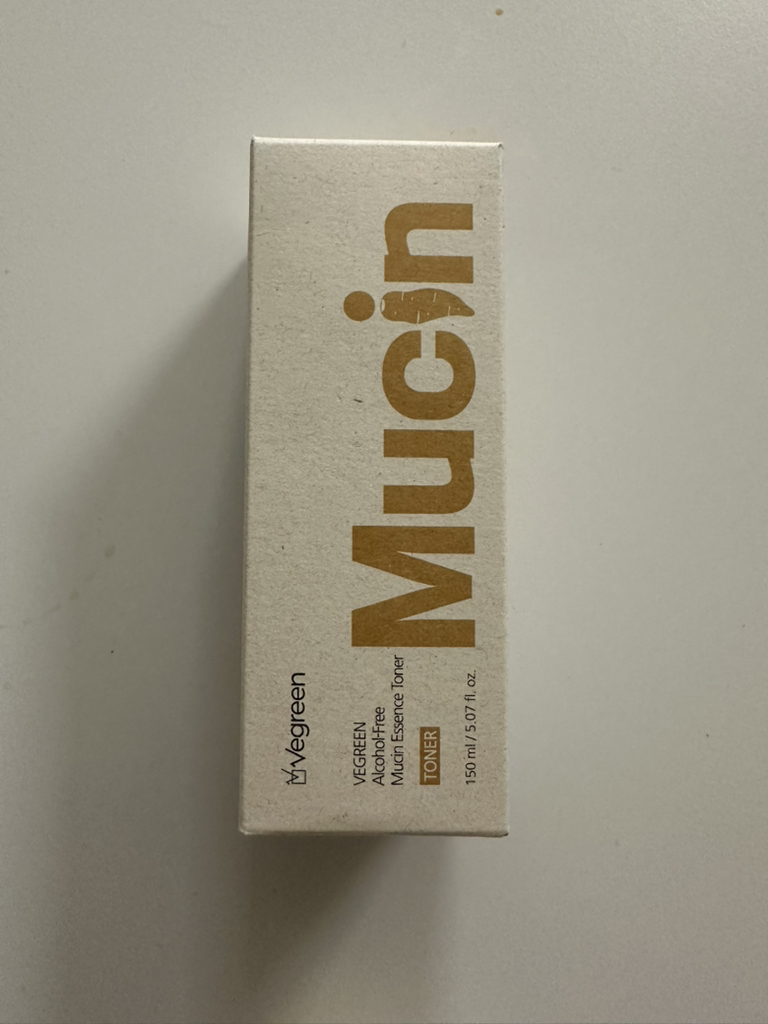 Vegreen
VEGREEN
Alcohol-Free
Mucin Essence Toner
TONER
150 ml / 5.07 fl. oz.
Mucin